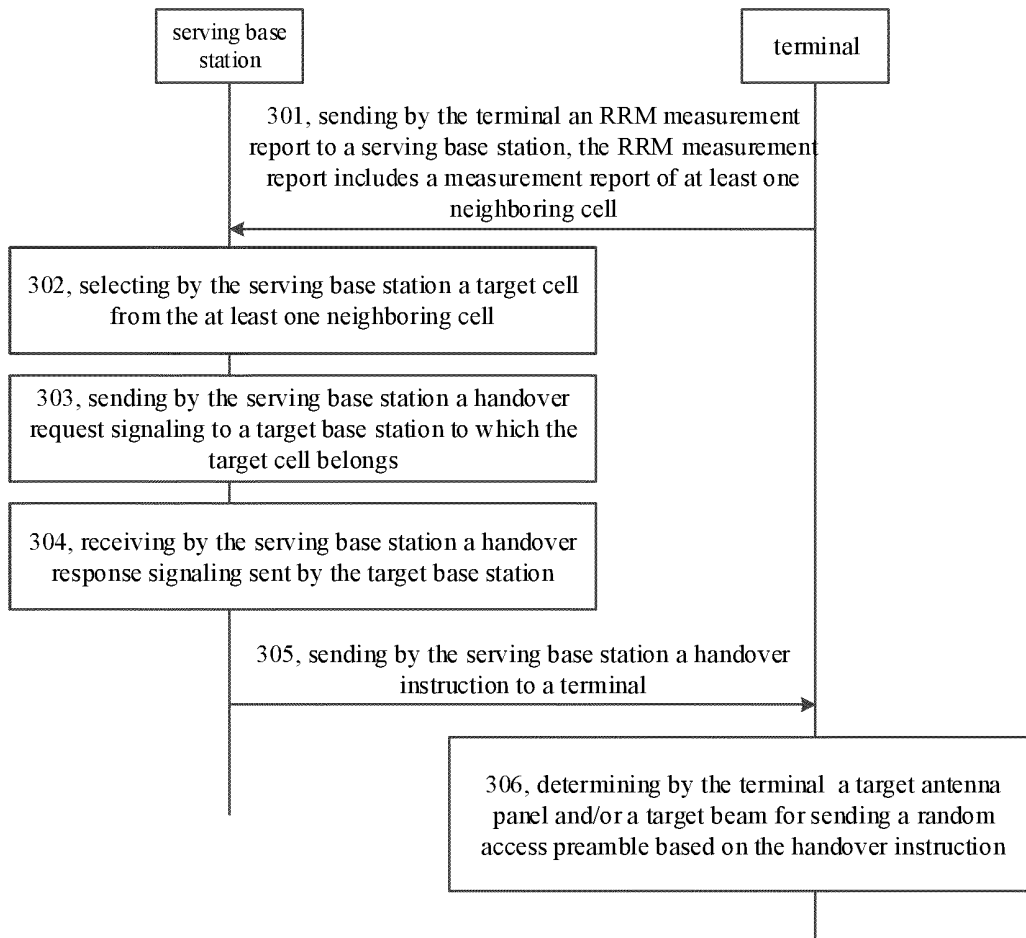 serving base
station
terminal
301, sending by the terminal an RRM measurement
report to a serving base station, the RRM measurement
report includes a measurement report of at least one
neighboring cell
302, selecting by the serving base station a target cell
from the at least one neighboring cell
303, sending by the serving base station a handover
request signaling to a target base station to which the
target cell belongs
304, receiving by the serving base station a handover
response signaling sent by the target base station
305, sending by the serving base station a handover
instruction to a terminal
306, determining by the terminal a target antenna
panel and/or a target beam for sending a random
access preamble based on the handover instruction